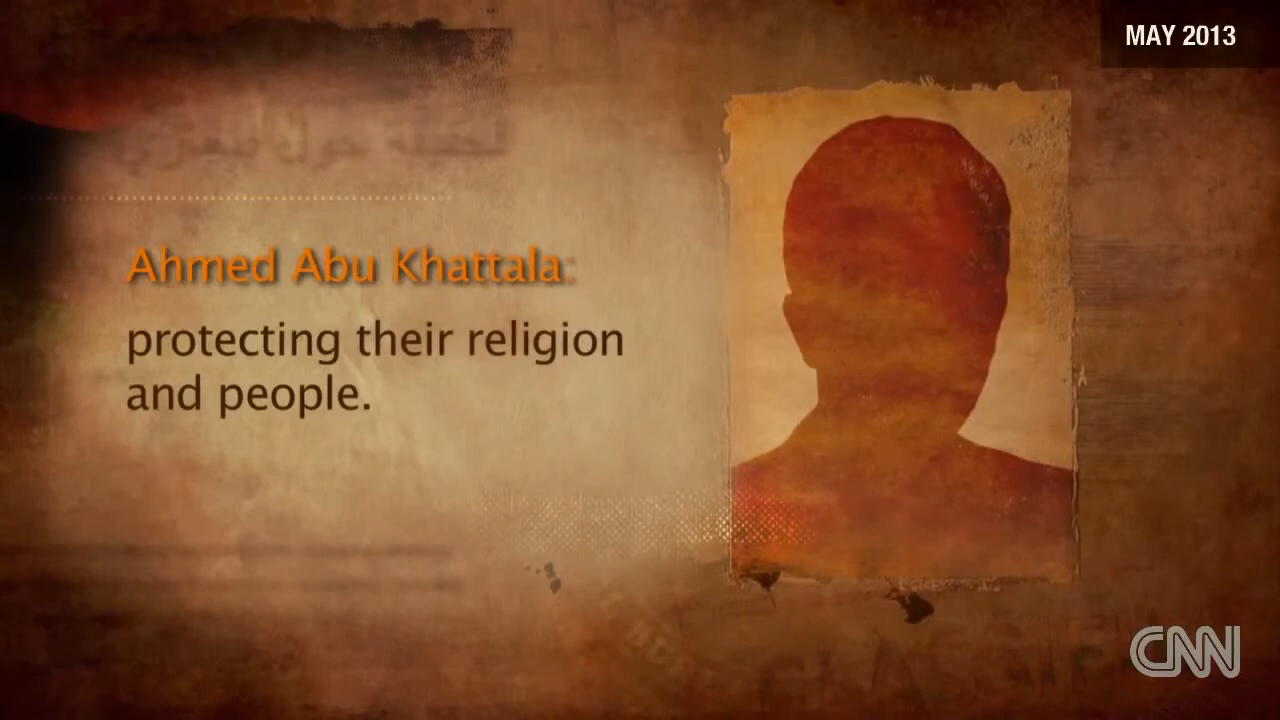 MAY 2013
Ahmed Abu Khattala:
protecting their religion
and people.
CNN